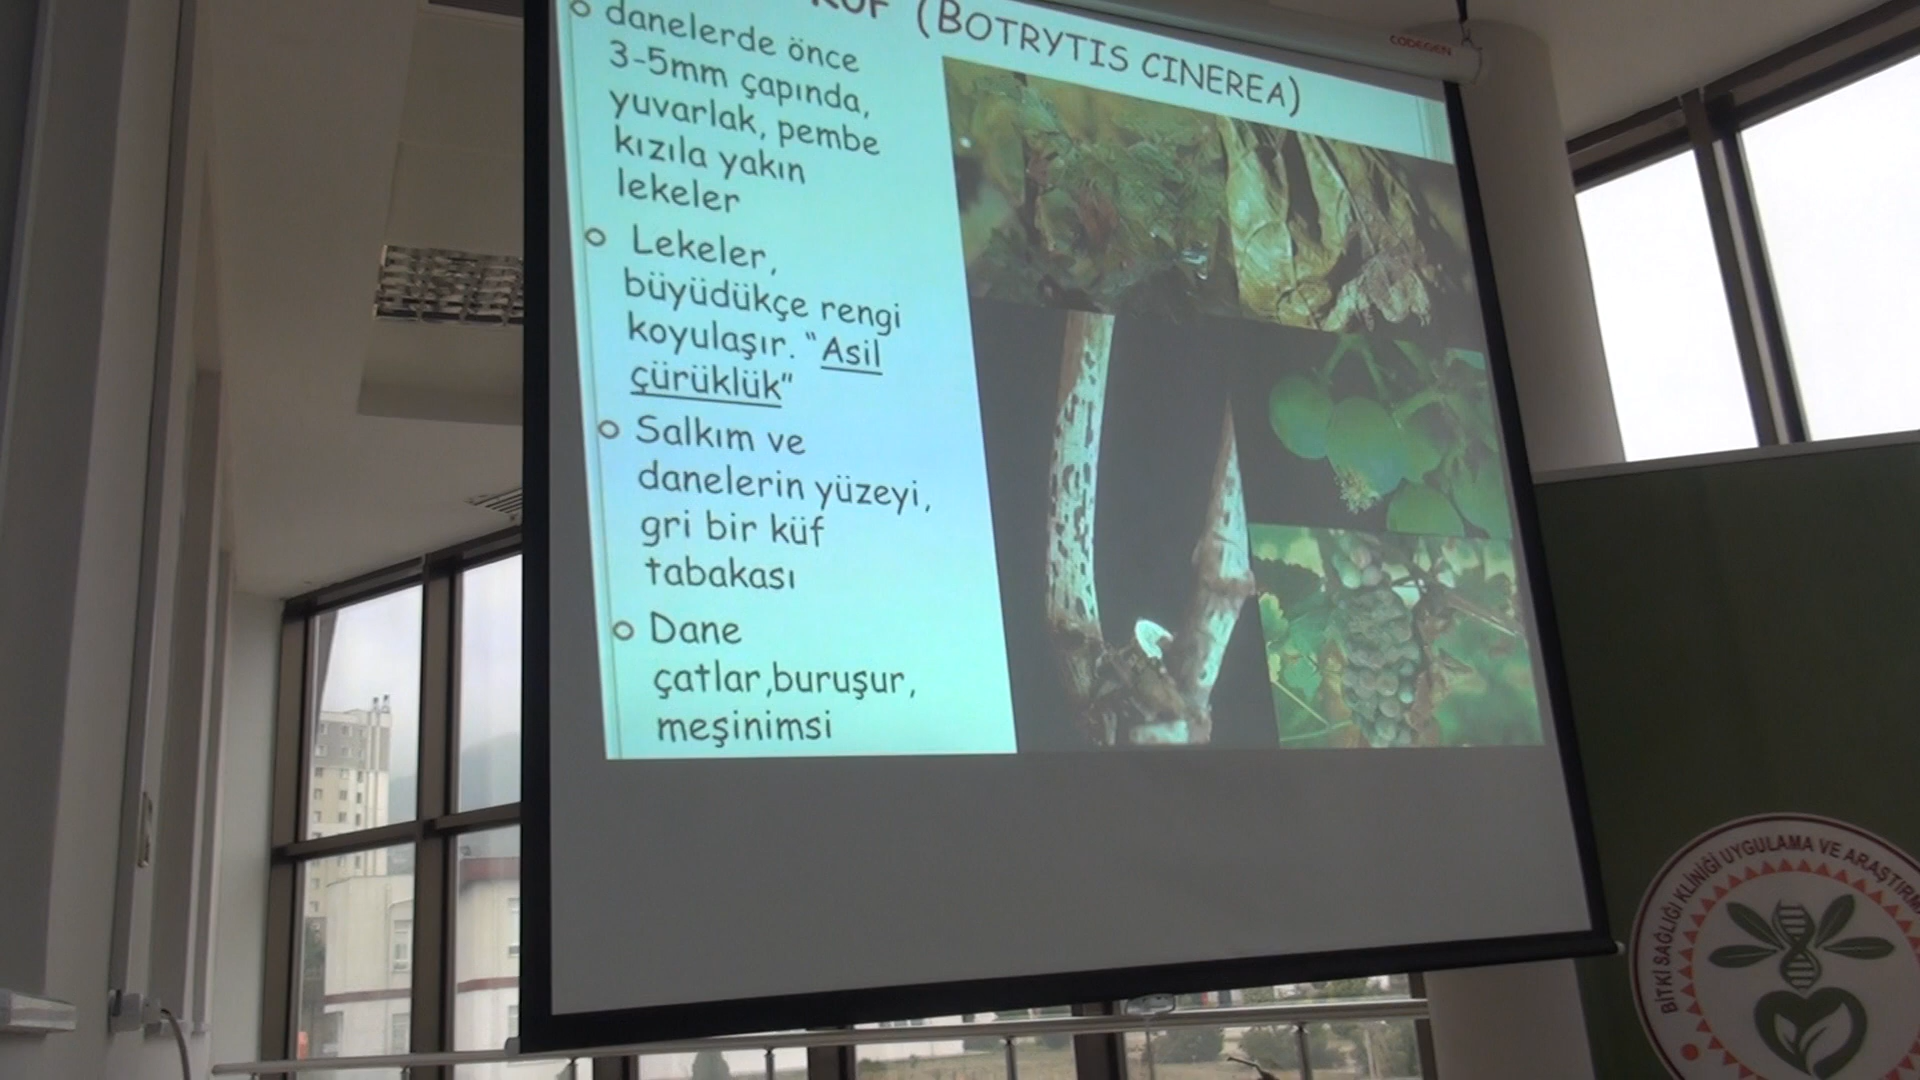 KÜF (BOTRYTIS CINEREA)
CODEGEN
danelerde önce
3-5mm çapında,
yuvarlak, pembe
kızıla yakın
lekeler
Lekeler,
büyüdükçe rengi
koyulaşır. "Asil
çürüklük"
Salkım ve
danelerin yüzeyi,
gri bir küf
tabakası
Dane
çatlar,buruşur,
meşinimsi
BİTKİ SAĞLIĞI KLİNİĞİ UYGULAMA VE ARAŞTIRM